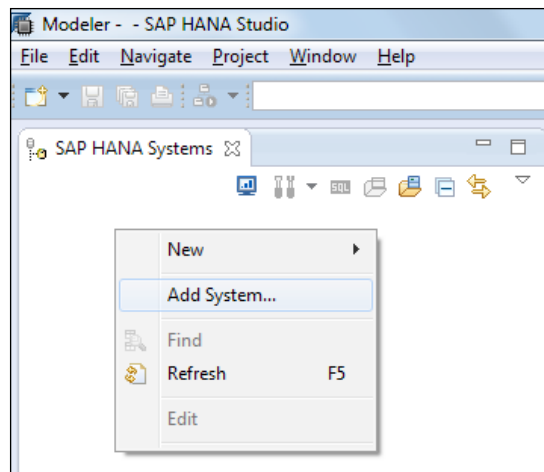 Modeler - - SAP HANA Studio
File Edit Navigate Project Window Help
SAP HANA Systems
SQL
New
Add System...
Find
Refresh F5
Edit